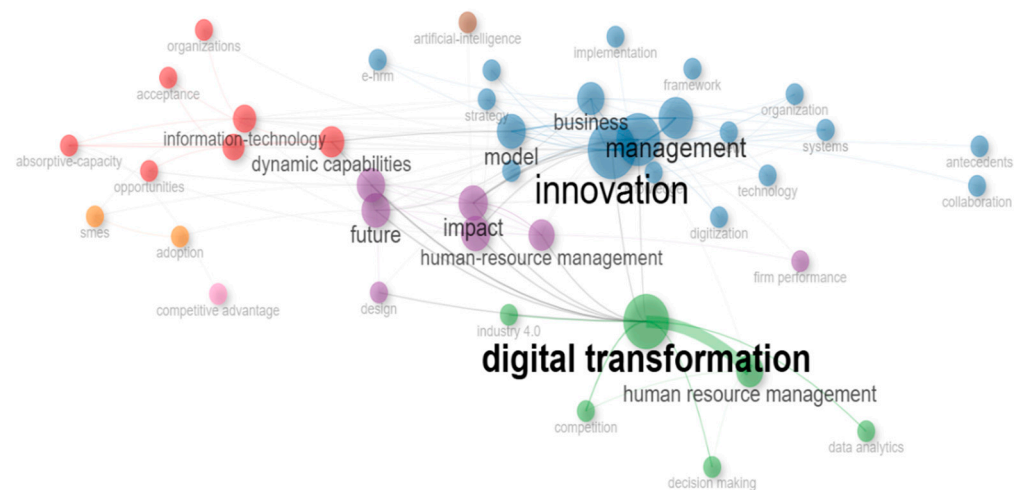 artificial-intelligence
organizations
implementation
e-hrm
framework
acceptance
strategy
organization
business
information-technology
management
systems
absorptive-capacity
dynamic capabilities
model
antecedents
opportunities
innovation
technology
collaboration
smes
future
impact
digitization
adoption
human-resource management
firm performance
competitive advantage
design
industry 4.0
digital transformation
human resource management
competition
data analytics
decision making